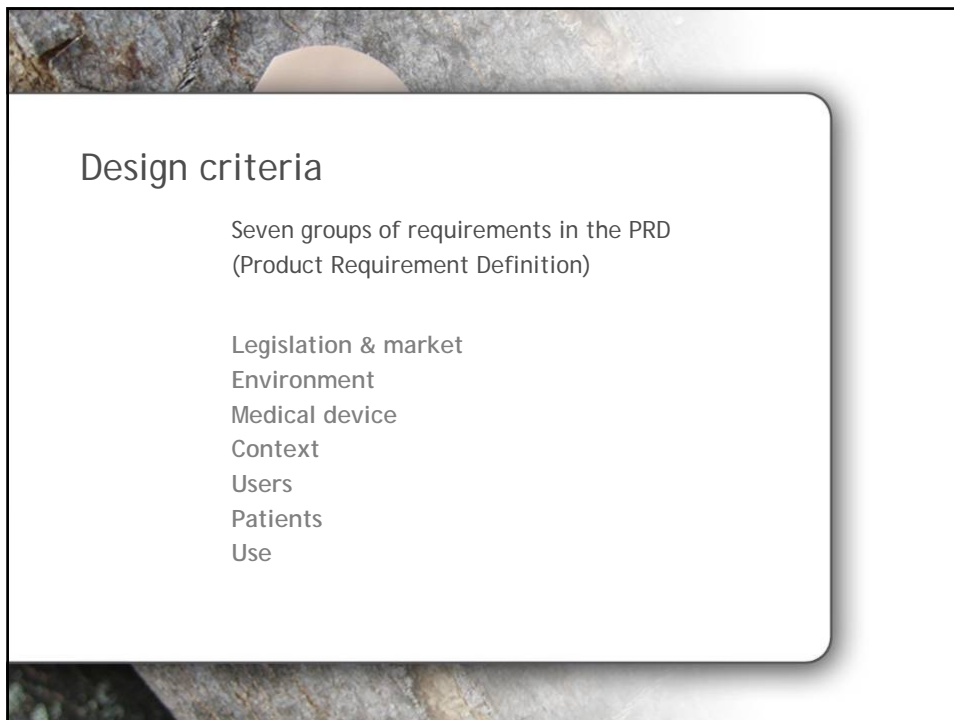 Design criteria
Seven groups of requirements in the PRD
(Product Requirement Definition)
Legislation & market
Environment
Medical device
Context
Users
Patients
Use